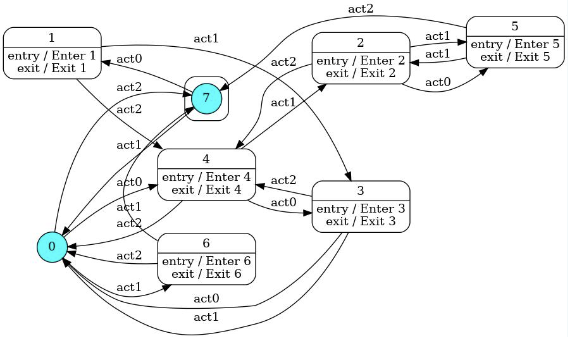 act2
5
act1
1
act1
2
entry / Enter 5
entry / Enter 1
act0
entry / Enter 2
act1
exit / Exit 5
exit / Exit 1
act2
exit / Exit 2
act0
act2
7
act1
act2
act1
4
act0
entry / Enter 4
act2
3
exit / Exit 4
act1
act0
entry / Enter 3
act2
exit / Exit 3
0
6
act2
entry / Enter 6
exit / Exit 6
act1
act0
act1